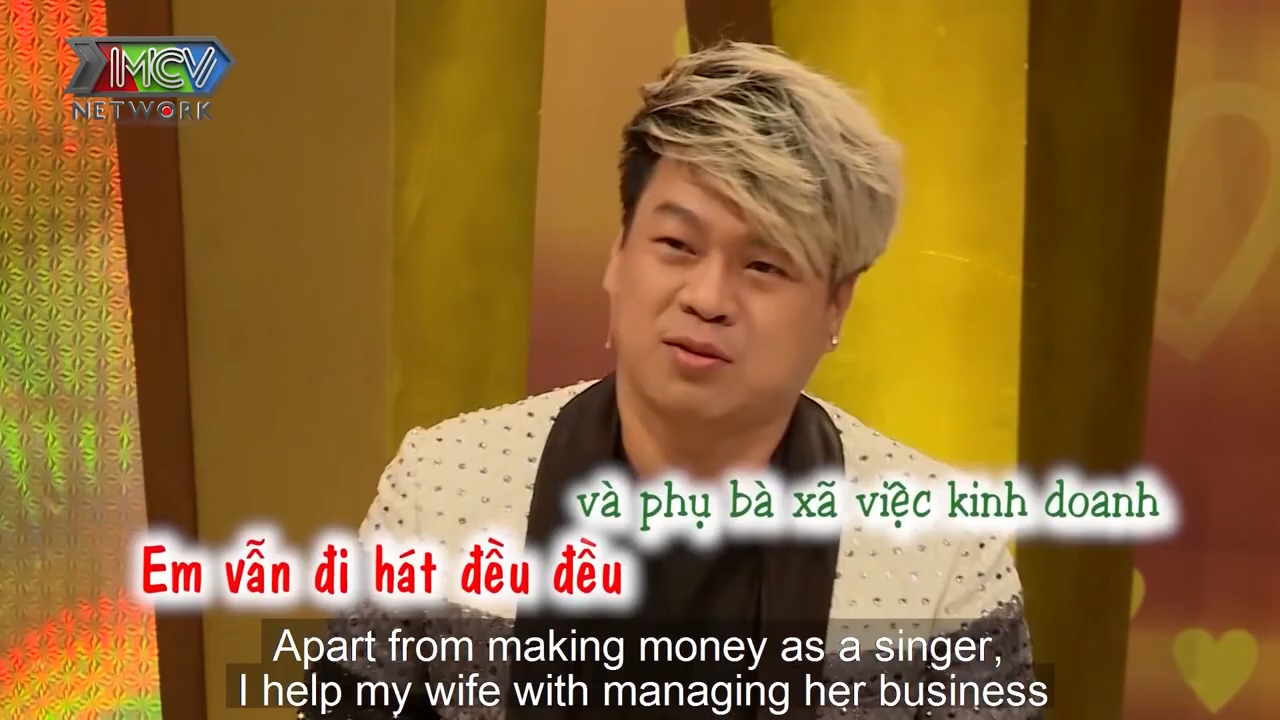 MCV
NETWORK
và phụ bà xã việc kinh doanh
Em vẫn đi hát đều đều
Apart from making money as a singer,
I help my wife with managing her business